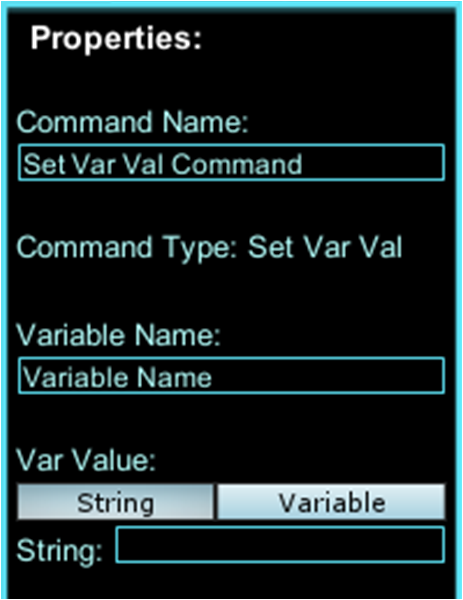 Properties:
Command Name:
Set Var Val Command
Command Type: Set Var Val
Variable Name:
Variable Name
Var Value:
String Variable
String: